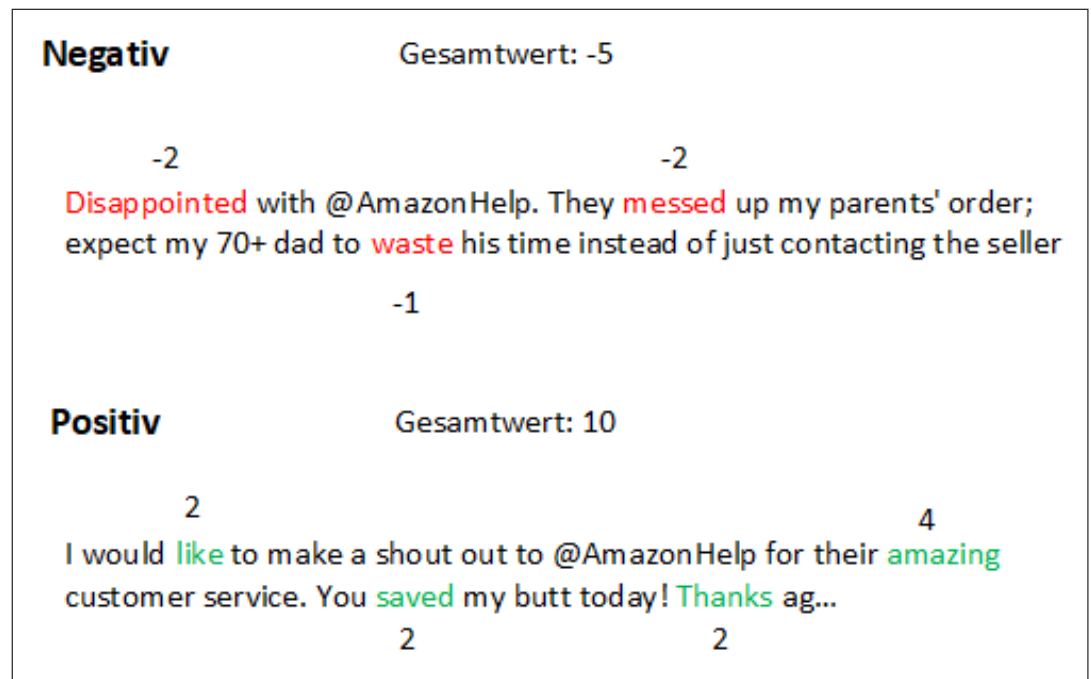 Negativ Gesamtwert: -5
-2 -2
Disappointed with @AmazonHelp. They messed up my parents' order;
expect my 70+ dad to waste his time instead of just contacting the seller
-1
Positiv Gesamtwert: 10
2 4
I would like to make a shout out to @AmazonHelp for their amazing
customer service. You saved my butt today! Thanks ag...
2 2